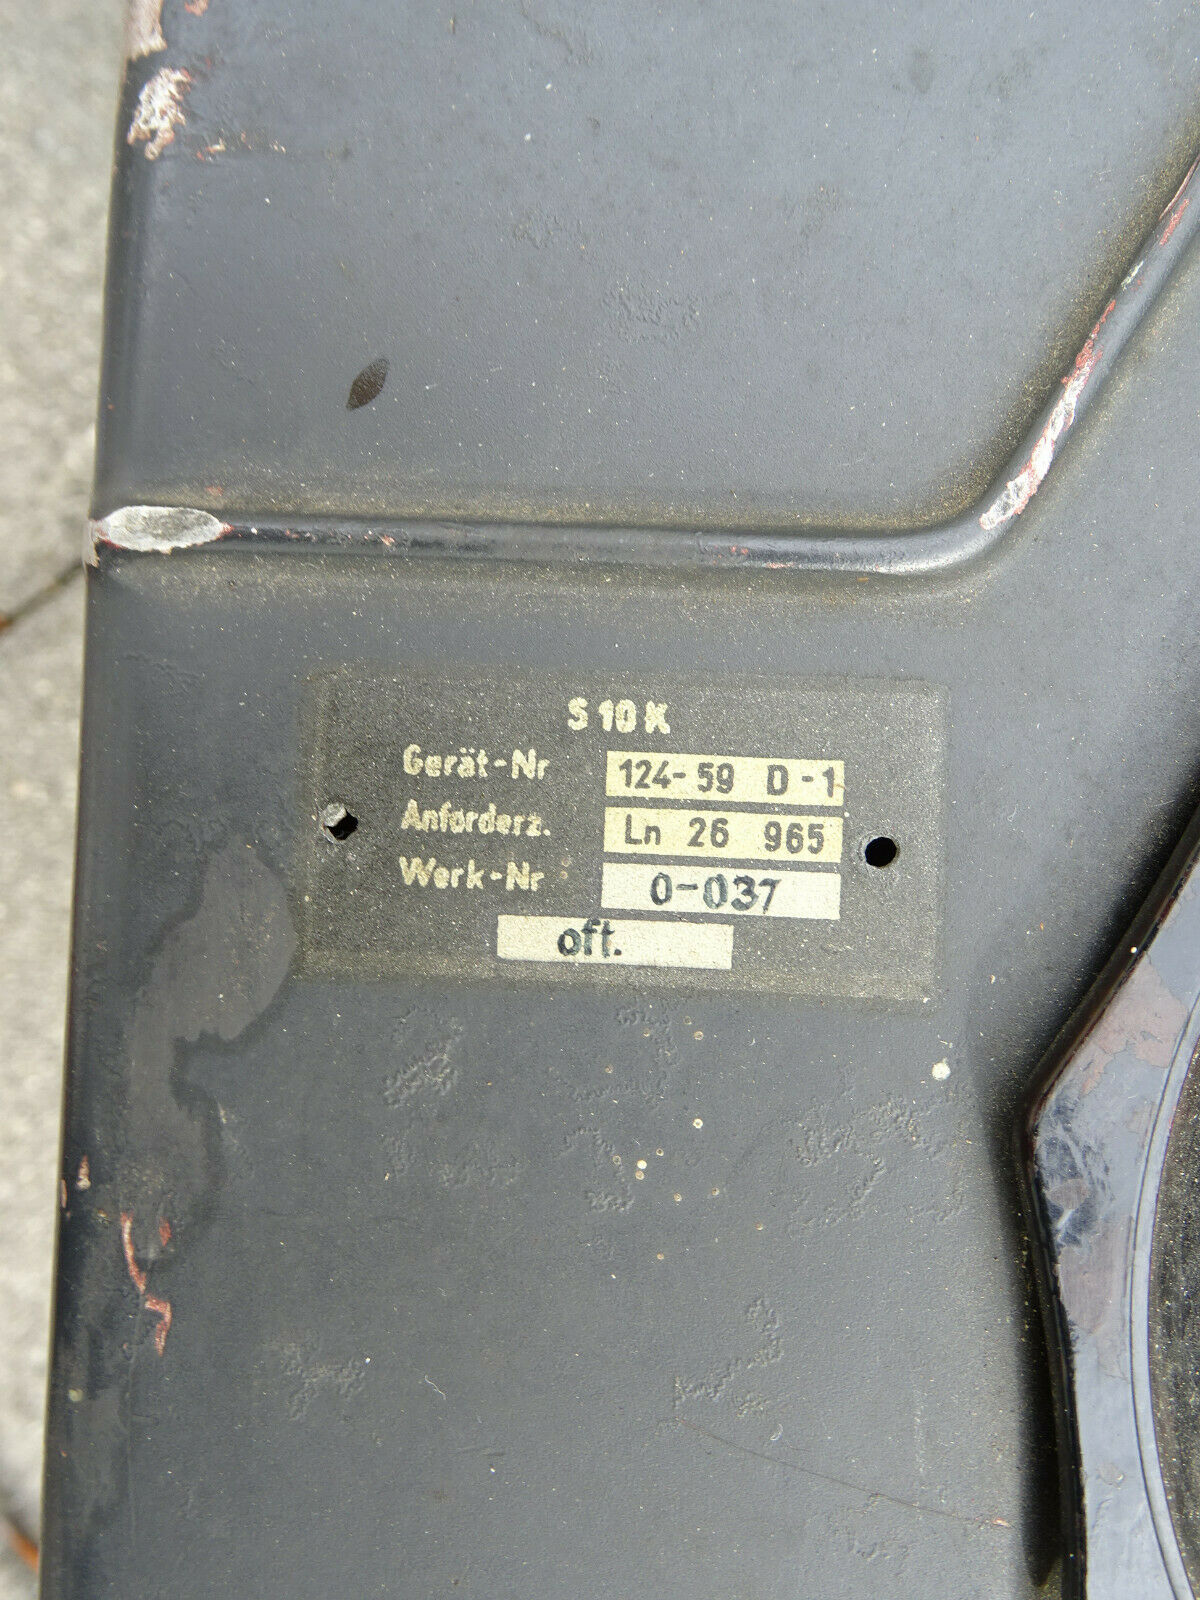 S 10 K
Gerät-Nr 124-59 D-1
Anforderz. Ln 26 965
Werk-Nr 0-037
oft.